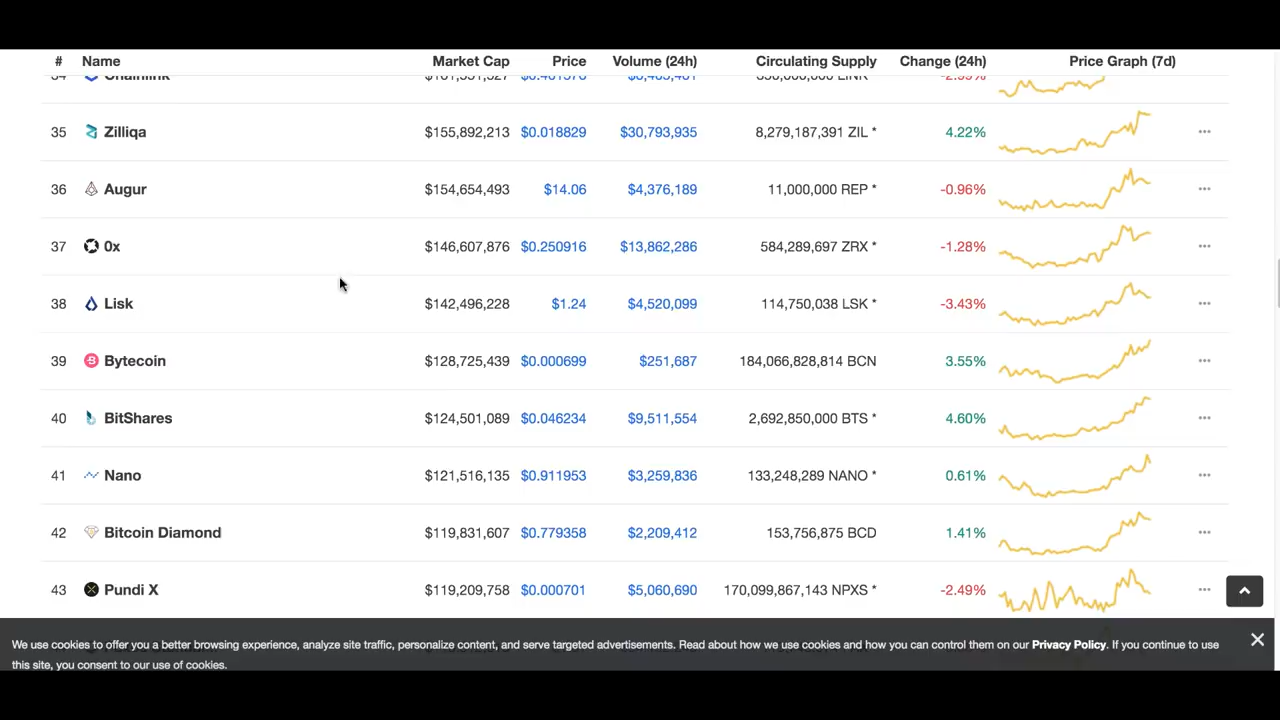 # Name Market Cap Price Volume (24h) Circulating Supply Change (24h) Price Graph (7d)
35 Zilliqa $155,892,213 $0.018829 $30,793,935 8,279,187,391 ZIL * 4.22%
36 Augur $154,654,493 $14.06 $4,376,189 11,000,000 REP * -0.96%
37 0x $146,607,876 $0.250916 $13,862,286 584,289,697 ZRX * -1.28%
38 Lisk $142,496,228 $1.24 $4,520,099 114,750,038 LSK * -3.43%
39 Bytecoin $128,725,439 $0.000699 $251,687 184,066,828,814 BCN 3.55%
40 BitShares $124,501,089 $0.046234 $9,511,554 2,692,850,000 BTS * 4.60%
41 Nano $121,516,135 $0.911953 $3,259,836 133,248,289 NANO * 0.61%
42 Bitcoin Diamond $119,831,607 $0.779358 $2,209,412 153,756,875 BCD 1.41%
43 Pundi X $119,209,758 $0.000701 $5,060,690 170,099,867,143 NPXS * -2.49%
We use cookies to offer you a better browsing experience, analyze site traffic, personalize content, and serve targeted advertisements. Read about how we use cookies and how you can control them on our Privacy Policy. If you continue to
this site, you consent to our use of cookies.